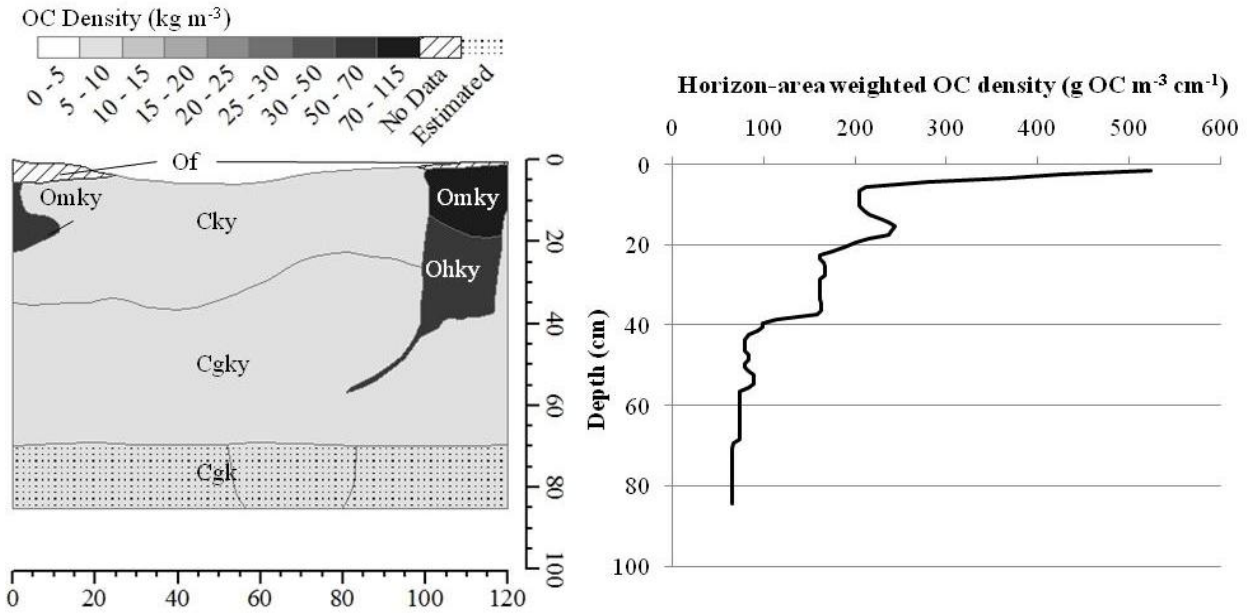 OC Density (kg m-3)
0 - 5
5 - 10
10 - 15
15 - 20
20 - 25
25 - 30
30 - 50
50 - 70
70 - 115
No Data
Estimated
Of
Omky
Cky
Omky
Ohky
Cgky
Cgk
0
20
40
60
80
100
0 20 40 60 80 100 120
Horizon-area weighted OC density (g OC m-3 cm-1)
0 100 200 300 400 500 600
Depth (cm)
0
20
40
60
80
100